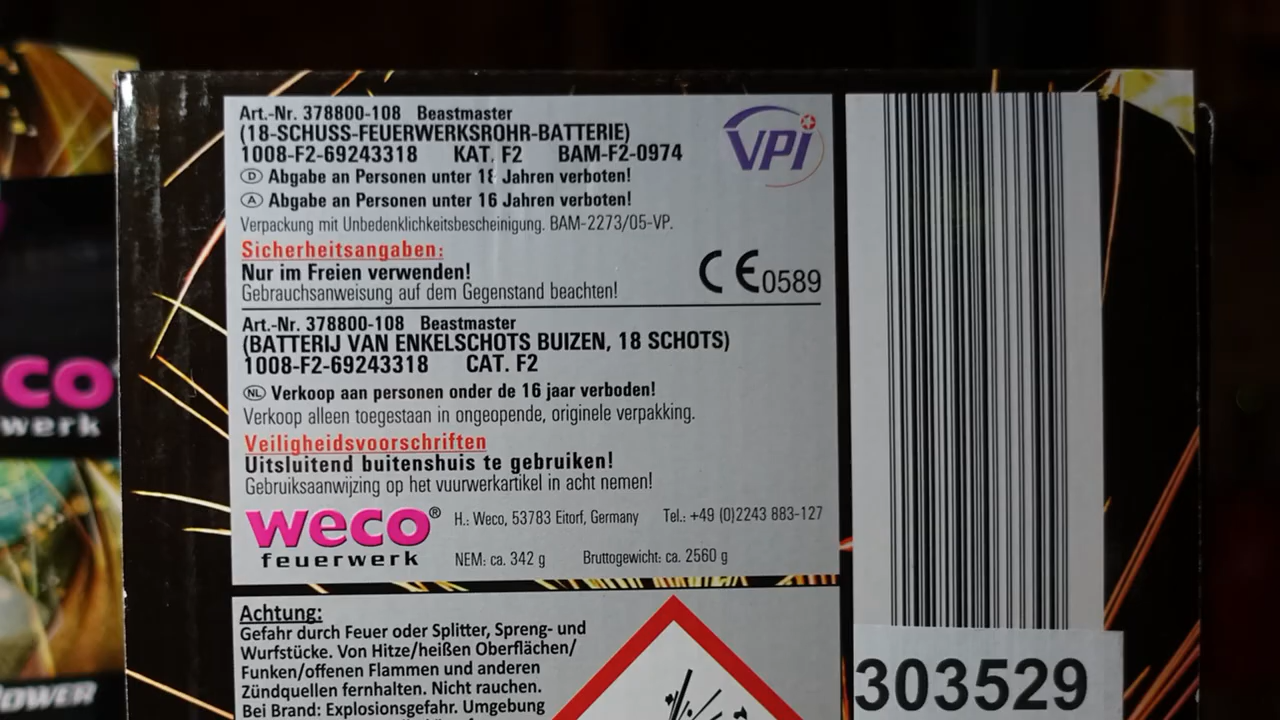 Art.-Nr. 378800-108 Beastmaster
(18-SCHUSS-FEUERWERKSROHR-BATTERIE)
1008-F2-69243318 KAT. F2 BAM-F2-0974
D Abgabe an Personen unter 18 Jahren verboten!
A Abgabe an Personen unter 16 Jahren verboten!
Verpackung mit Unbedenklichkeitsbescheinigung. BAM-2273/05-VP.
Sicherheitsangaben:
Nur im Freien verwenden!
Gebrauchsanweisung auf dem Gegenstand beachten!
VPi
CE0589
Art.-Nr. 378800-108 Beastmaster
(BATTERIJ VAN ENKELSCHOTS BUIZEN, 18 SCHOTS)
1008-F2-69243318 CAT. F2
NL Verkoop aan personen onder de 16 jaar verboden!
Verkoop alleen toegestaan in ongeopende, originele verpakking.
Veiligheidsvoorschriften
Uitsluitend buitenshuis te gebruiken!
Gebruiksaanwijzing op het vuurwerkartikel in acht nemen!
weco® H.: Weco, 53783 Eitorf, Germany Tel.: +49 (0)2243 883-127
feuerwerk NEM: ca. 342 g Bruttogewicht: ca. 2560 g
Achtung:
Gefahr durch Feuer oder Splitter, Spreng- und
Wurfstücke. Von Hitze/heißen Oberflächen/
Funken/offenen Flammen und anderen
Zündquellen fernhalten. Nicht rauchen.
Bei Brand: Explosionsgefahr. Umgebung
303529
co
werk
OWER